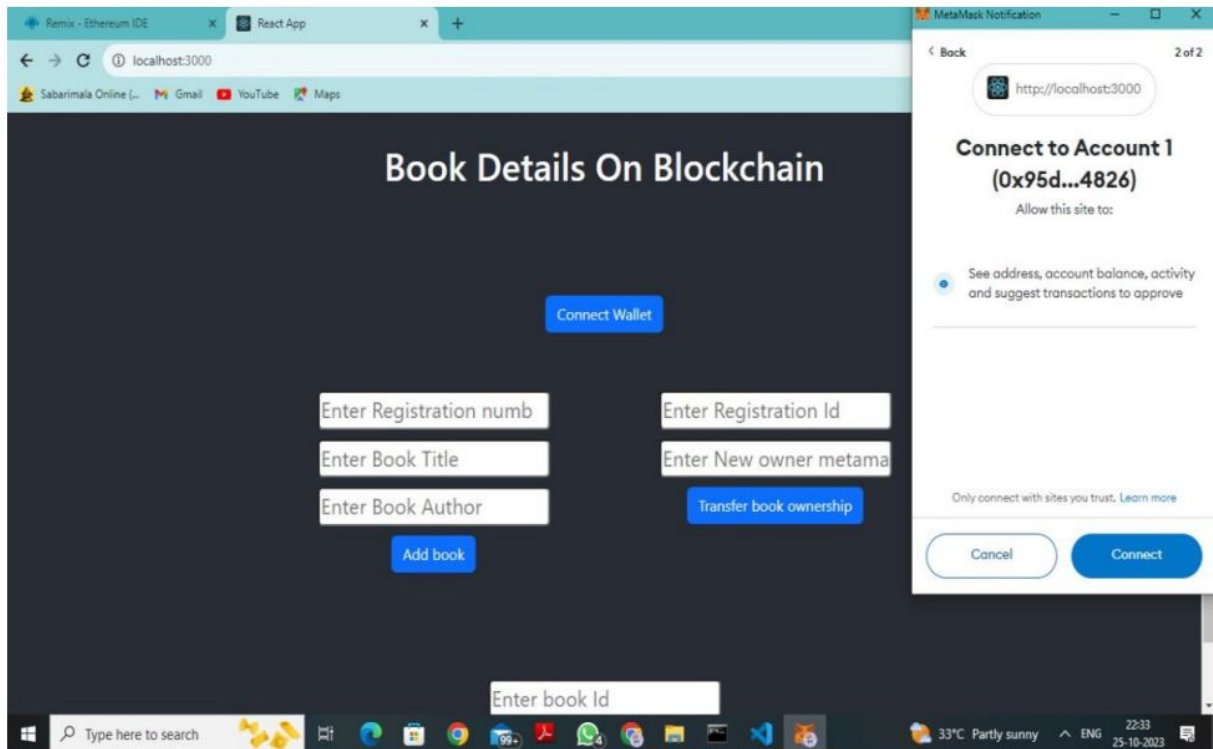 Remix - Ethereum IDE
React App
MetaMask Notification
localhost:3000
Sabarimala Online (...
Gmail
YouTube
Maps
Back
2 of 2
http://localhost:3000
Connect to Account 1
(0x95d...4826)
Allow this site to:
See address, account balance, activity
and suggest transactions to approve
Only connect with sites you trust. Learn more
Cancel
Connect
Book Details On Blockchain
Connect Wallet
Enter Registration numb
Enter Book Title
Enter Book Author
Add book
Enter Registration Id
Enter New owner metama
Transfer book ownership
Enter book Id
Type here to search
99+
4
33°C Partly sunny
ENG
22:33
25-10-2023